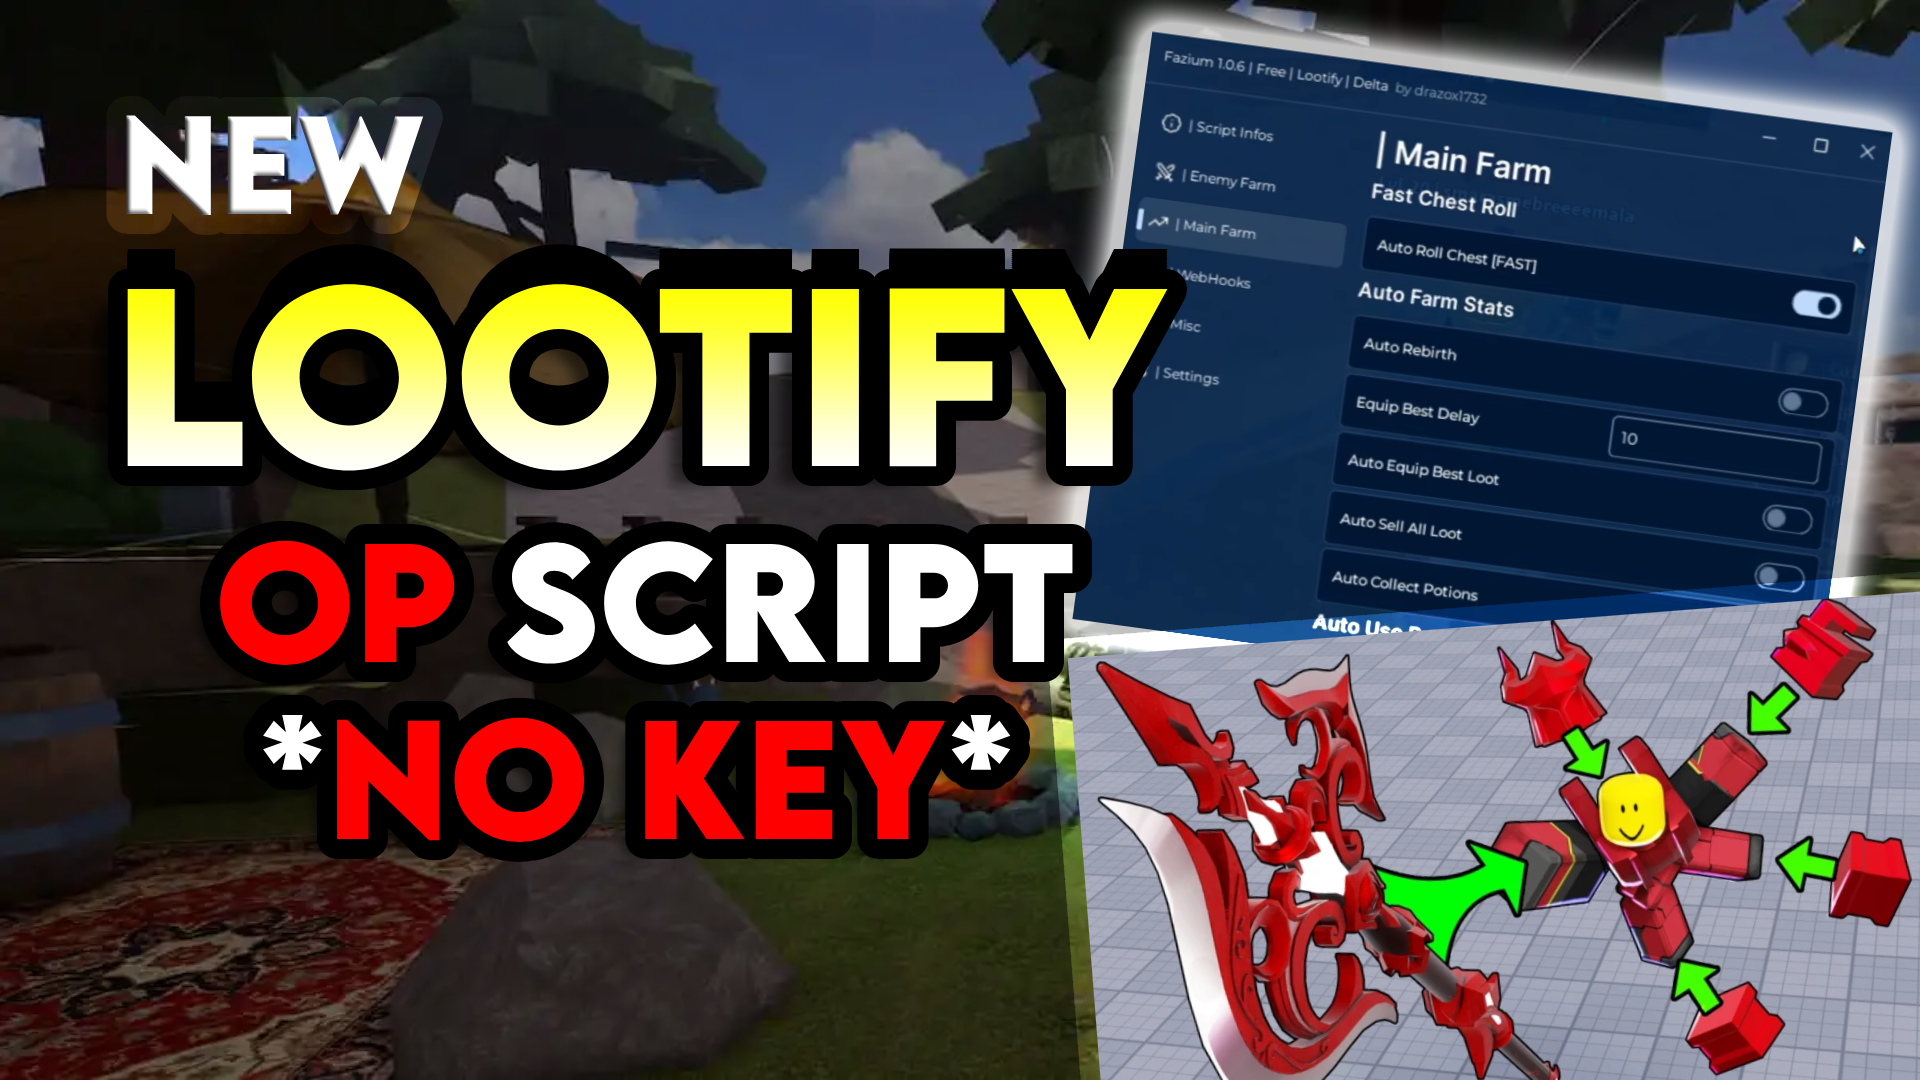 NEW
LOOTIFY
OP SCRIPT
*NO KEY*
Fazium 1.0.6 | Free | Lootify | Delta by drazox1732
| Script Infos
| Enemy Farm
| Main Farm
WebHooks
Misc
| Settings
| Main Farm
Fast Chest Roll
Auto Roll Chest [FAST]
Auto Farm Stats
Auto Rebirth
Equip Best Delay
10
Auto Equip Best Loot
Auto Sell All Loot
Auto Collect Potions
Auto Use